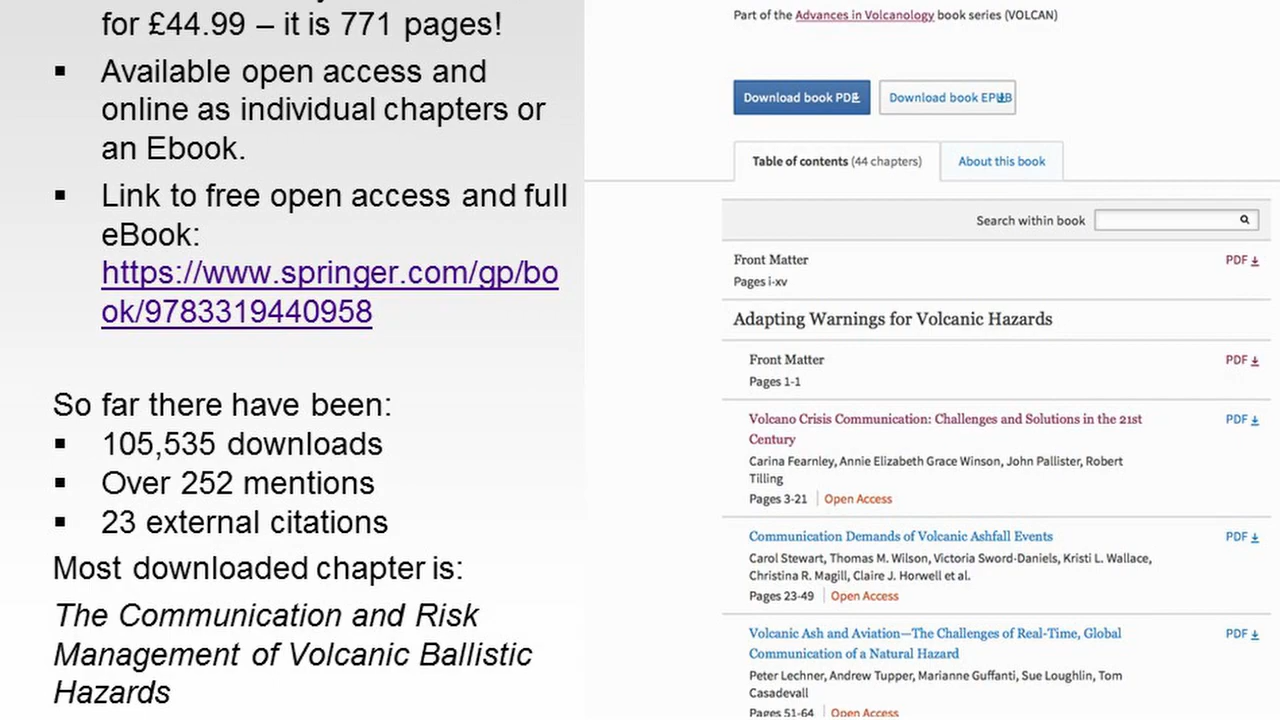 for £44.99 – it is 771 pages!
▪ Available open access and
online as individual chapters or
an Ebook.
▪ Link to free open access and full
eBook:
https://www.springer.com/gp/bo
ok/9783319440958
So far there have been:
▪ 105,535 downloads
▪ Over 252 mentions
▪ 23 external citations
Most downloaded chapter is:
The Communication and Risk
Management of Volcanic Ballistic
Hazards
Part of the Advances in Volcanology book series (VOLCAN)
Download book PDF
Download book EPUB
Table of contents (44 chapters)
About this book
Search within book
Front Matter
PDF
Pages i-xv
Adapting Warnings for Volcanic Hazards
Front Matter
PDF
Pages 1-1
Volcano Crisis Communication: Challenges and Solutions in the 21st
PDF
Century
Carina Fearnley, Annie Elizabeth Grace Winson, John Pallister, Robert
Tilling
Pages 3-21 Open Access
Communication Demands of Volcanic Ashfall Events
PDF
Carol Stewart, Thomas M. Wilson, Victoria Sword-Daniels, Kristi L. Wallace,
Christina R. Magill, Claire J. Horwell et al.
Pages 23-49 Open Access
Volcanic Ash and Aviation—The Challenges of Real-Time, Global
PDF
Communication of a Natural Hazard
Peter Lechner, Andrew Tupper, Marianne Guffanti, Sue Loughlin, Tom
Casadevall
Pages 51-64 Open Access